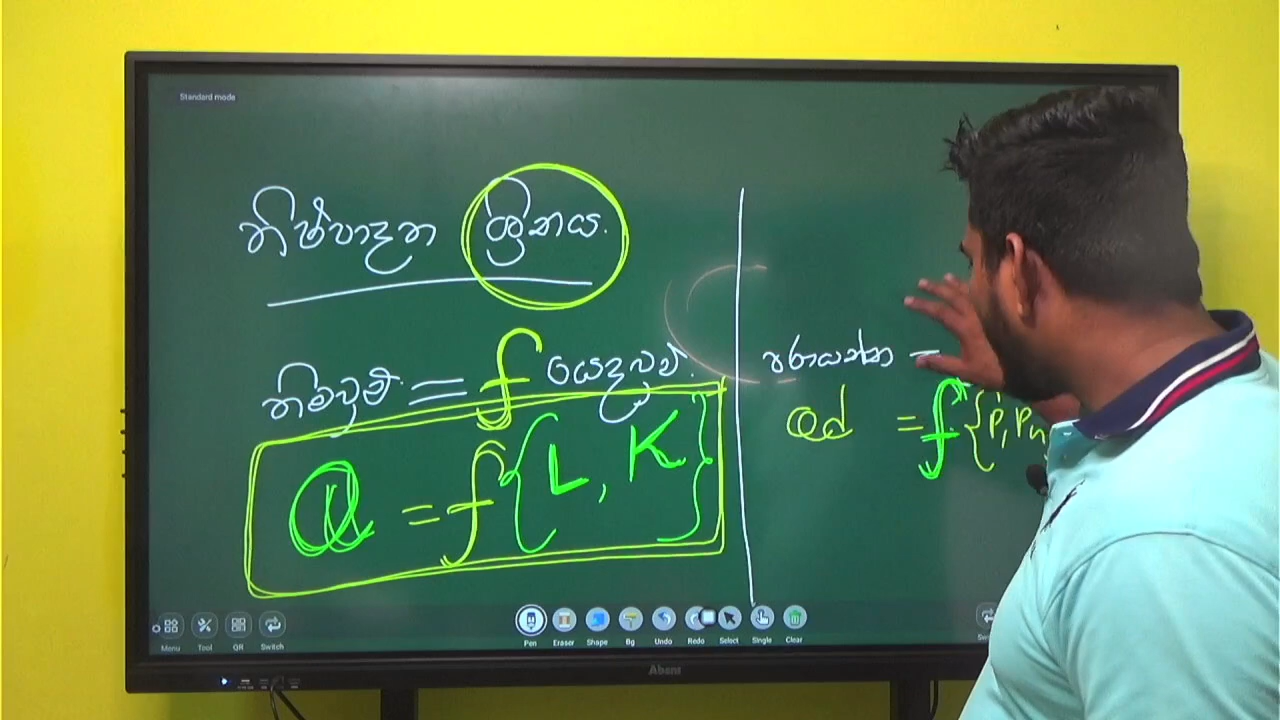 Standard mode
නිෂ්පාදන ශ්‍රිතය.
නිමවුම් = f යෙදවුම්.
Q = f { L , K }
=
Qd = f { P, Pn
Menu Tool QR Switch Pen Eraser Shape Bg Undo Redo Select Single Clear